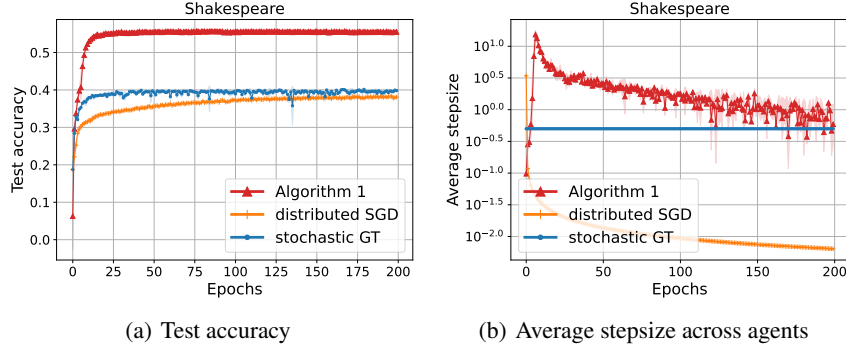 Shakespeare
Test accuracy
0.5
0.4
0.3
0.2
0.1
0.0
Algorithm 1
distributed SGD
stochastic GT
0 25 50 75 100 125 150 175 200
Epochs
(a) Test accuracy
Shakespeare
Average stepsize
10^1.0
10^0.5
10^0.0
10^−0.5
10^−1.0
10^−1.5
10^−2.0
Algorithm 1
distributed SGD
stochastic GT
0 50 100 150 200
Epochs
(b) Average stepsize across agents